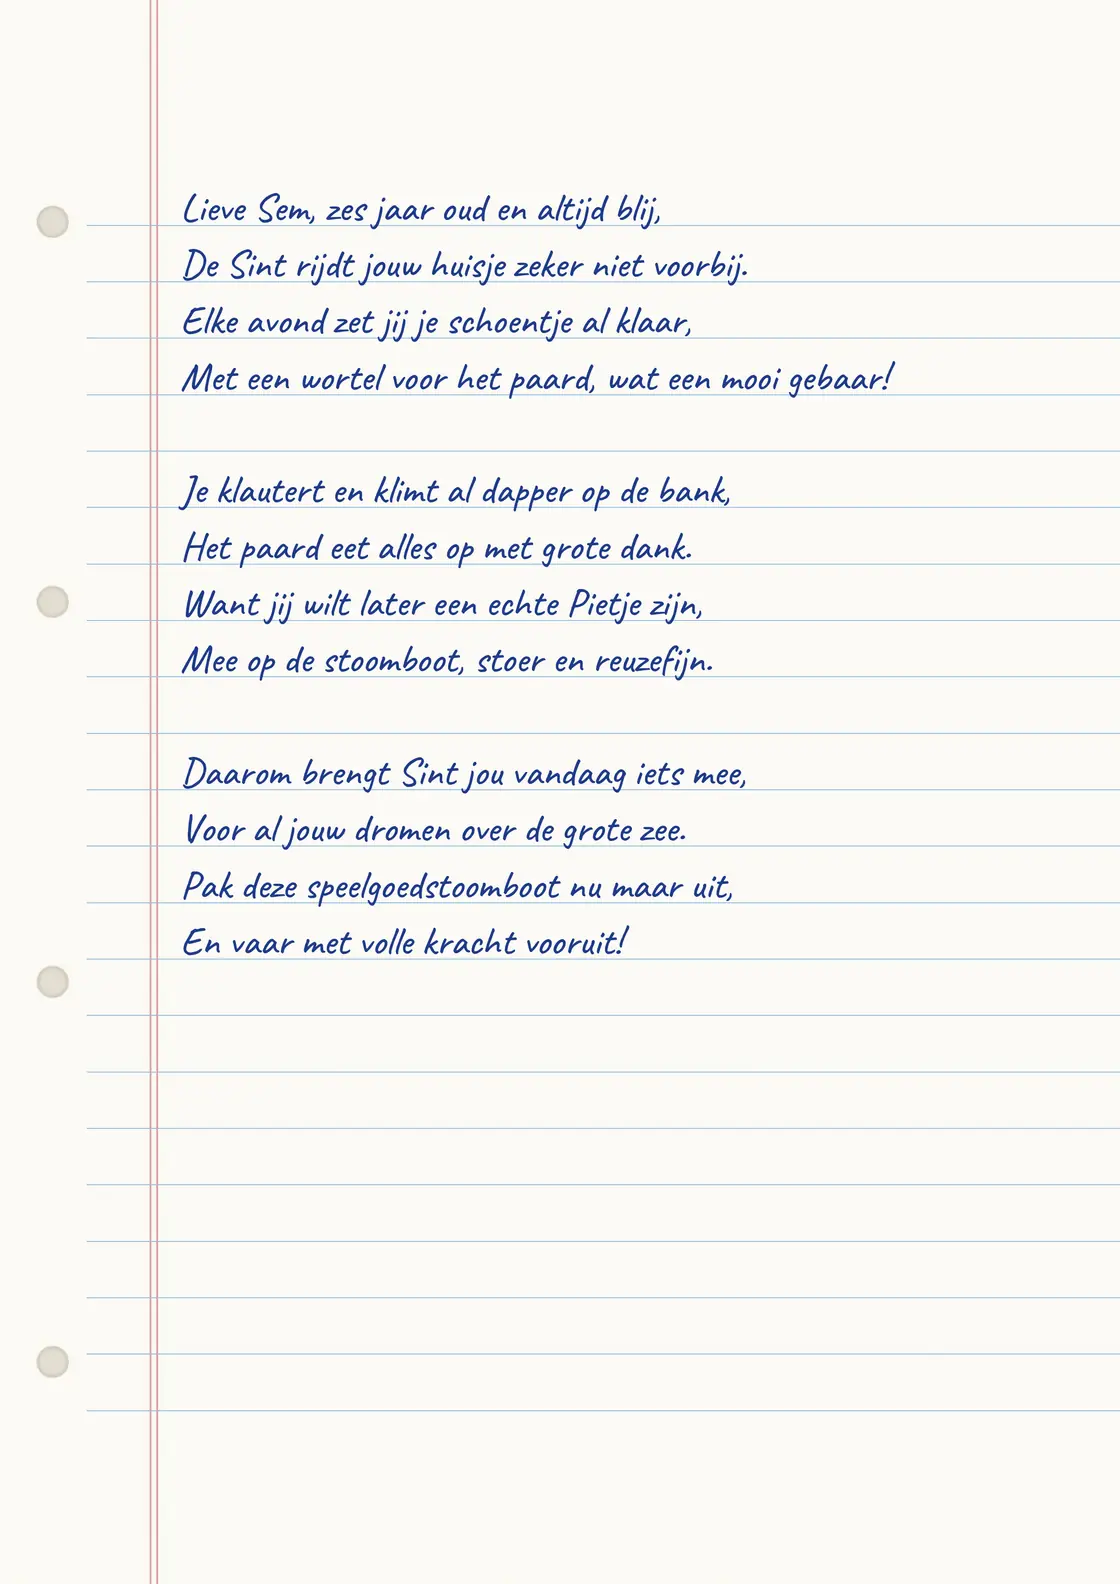 Lieve Sem, zes jaar oud en altijd blij,
De Sint rijdt jouw huisje zeker niet voorbij.
Elke avond zet jij je schoentje al klaar,
Met een wortel voor het paard, wat een mooi gebaar!
Je klautert en klimt al dapper op de bank,
Het paard eet alles op met grote dank.
Want jij wilt later een echte Pietje zijn,
Mee op de stoomboot, stoer en reuzefijn.
Daarom brengt Sint jou vandaag iets mee,
Voor al jouw dromen over de grote zee.
Pak deze speelgoedstoomboot nu maar uit,
En vaar met volle kracht vooruit!